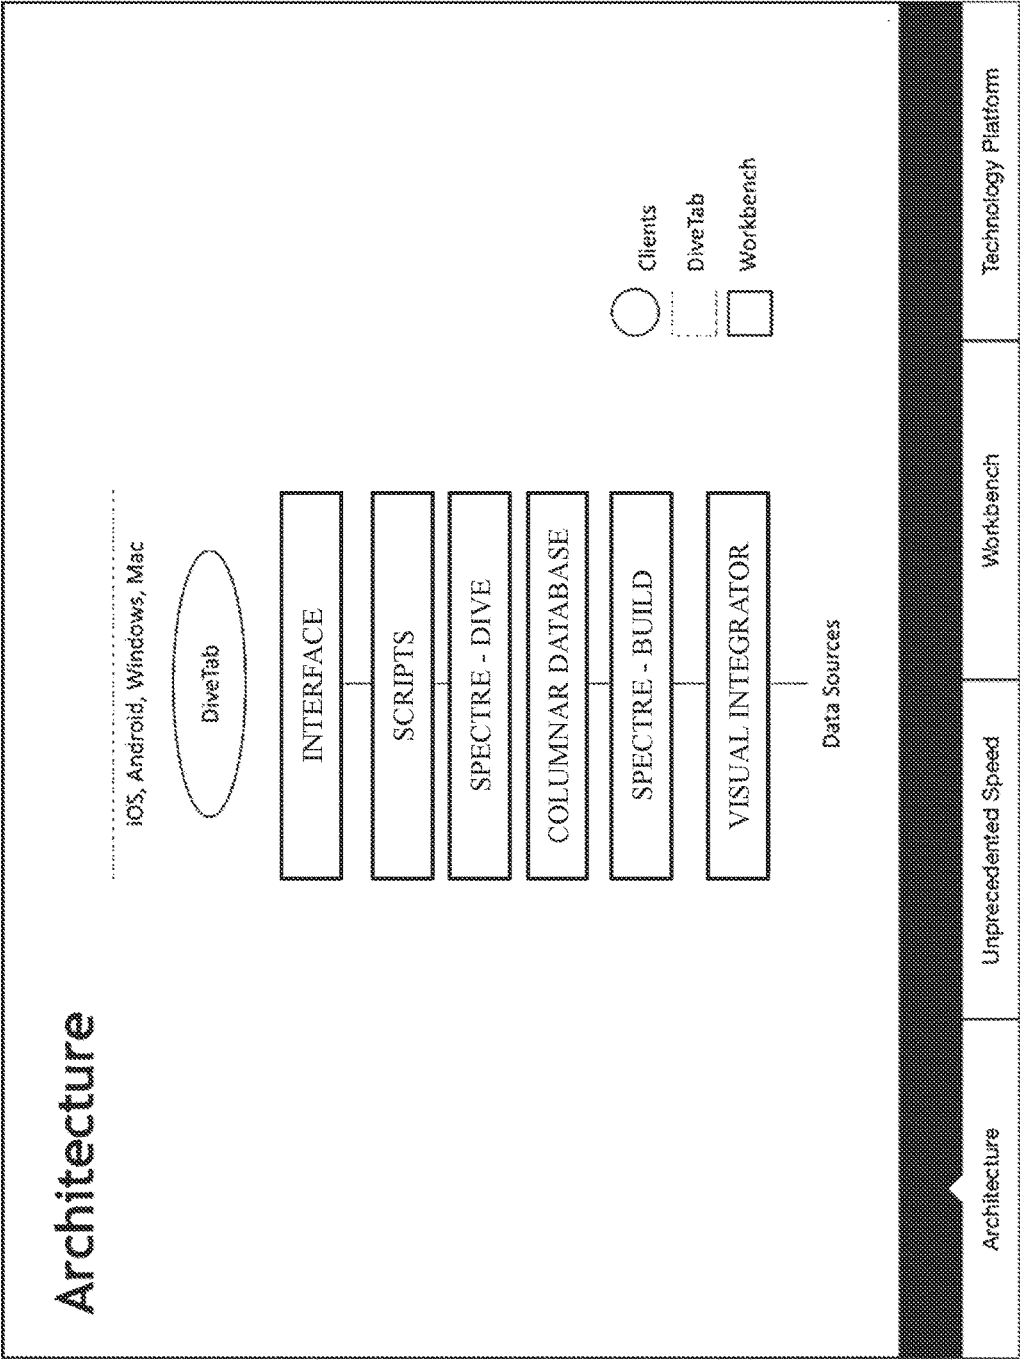 Architecture
iOS, Android, Windows, Mac
DiveTab
INTERFACE
SCRIPTS
SPECTRE - DIVE
COLUMNAR DATABASE
SPECTRE - BUILD
VISUAL INTEGRATOR
Data Sources
Clients
DiveTab
Workbench
Architecture
Unprecedented Speed
Workbench
Technology Platform